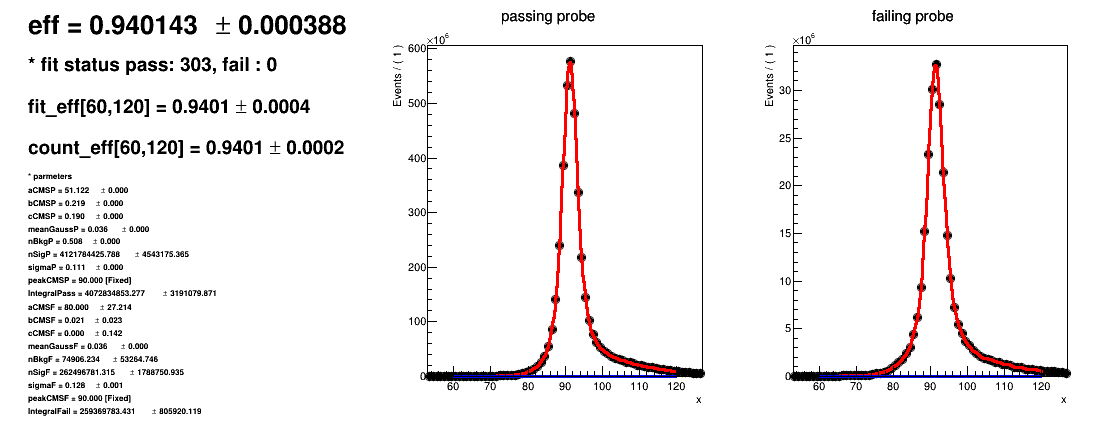 eff = 0.940143 ± 0.000388
* fit status pass: 303, fail : 0
fit_eff[60,120] = 0.9401 ± 0.0004
count_eff[60,120] = 0.9401 ± 0.0002
* parmeters
aCMSP = 51.122 ± 0.000
bCMSP = 0.219 ± 0.000
cCMSP = 0.190 ± 0.000
meanGaussP = 0.036 ± 0.000
nBkgP = 0.508 ± 0.000
nSigP = 4121784425.788 ± 4543175.365
sigmaP = 0.111 ± 0.000
peakCMSP = 90.000 [Fixed]
IntegralPass = 4072834853.277 ± 3191079.871
aCMSF = 80.000 ± 27.214
bCMSF = 0.021 ± 0.023
cCMSF = 0.000 ± 0.142
meanGaussF = 0.036 ± 0.000
nBkgF = 74906.234 ± 53264.746
nSigF = 262496781.315 ± 1788750.935
sigmaF = 0.128 ± 0.001
peakCMSF = 90.000 [Fixed]
IntegralFail = 259369783.431 ± 805920.119
passing probe
×10⁶
Events / ( 1 )
600
500
400
300
200
100
0
60 70 80 90 100 110 120
x
failing probe
×10⁶
Events / ( 1 )
30
25
20
15
10
5
0
60 70 80 90 100 110 120
x